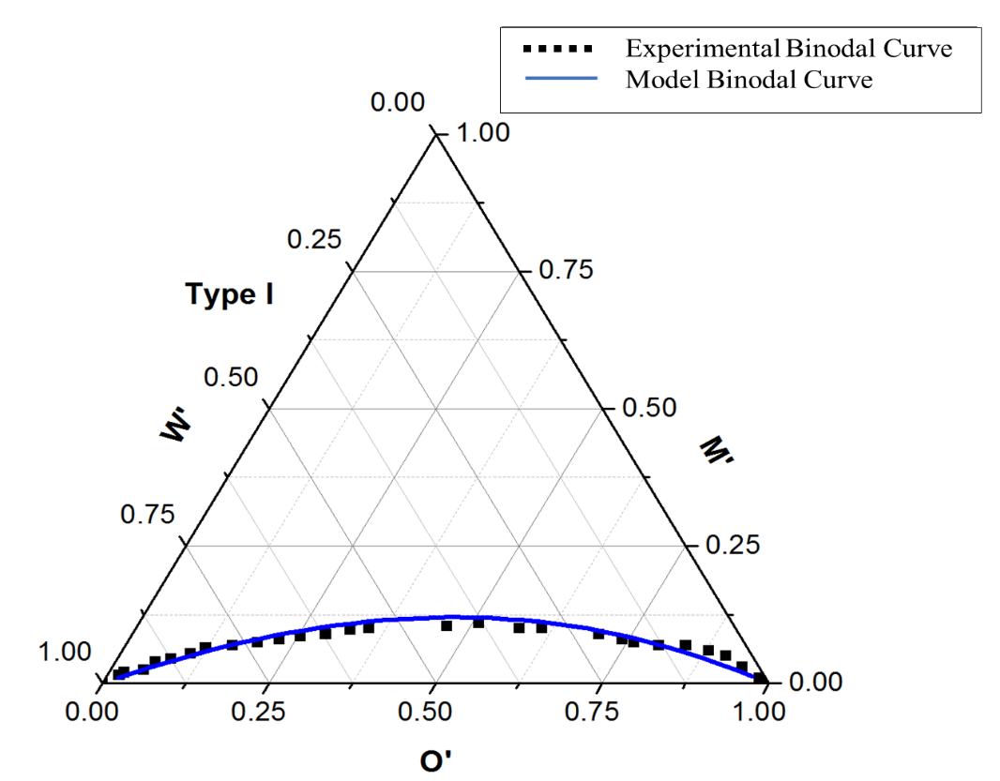 Experimental Binodal Curve
Model Binodal Curve
0.00
1.00
0.25
0.75
Type I
0.50
0.50
W'
M'
0.75
0.25
1.00
0.00
0.00 0.25 0.50 0.75 1.00
O'